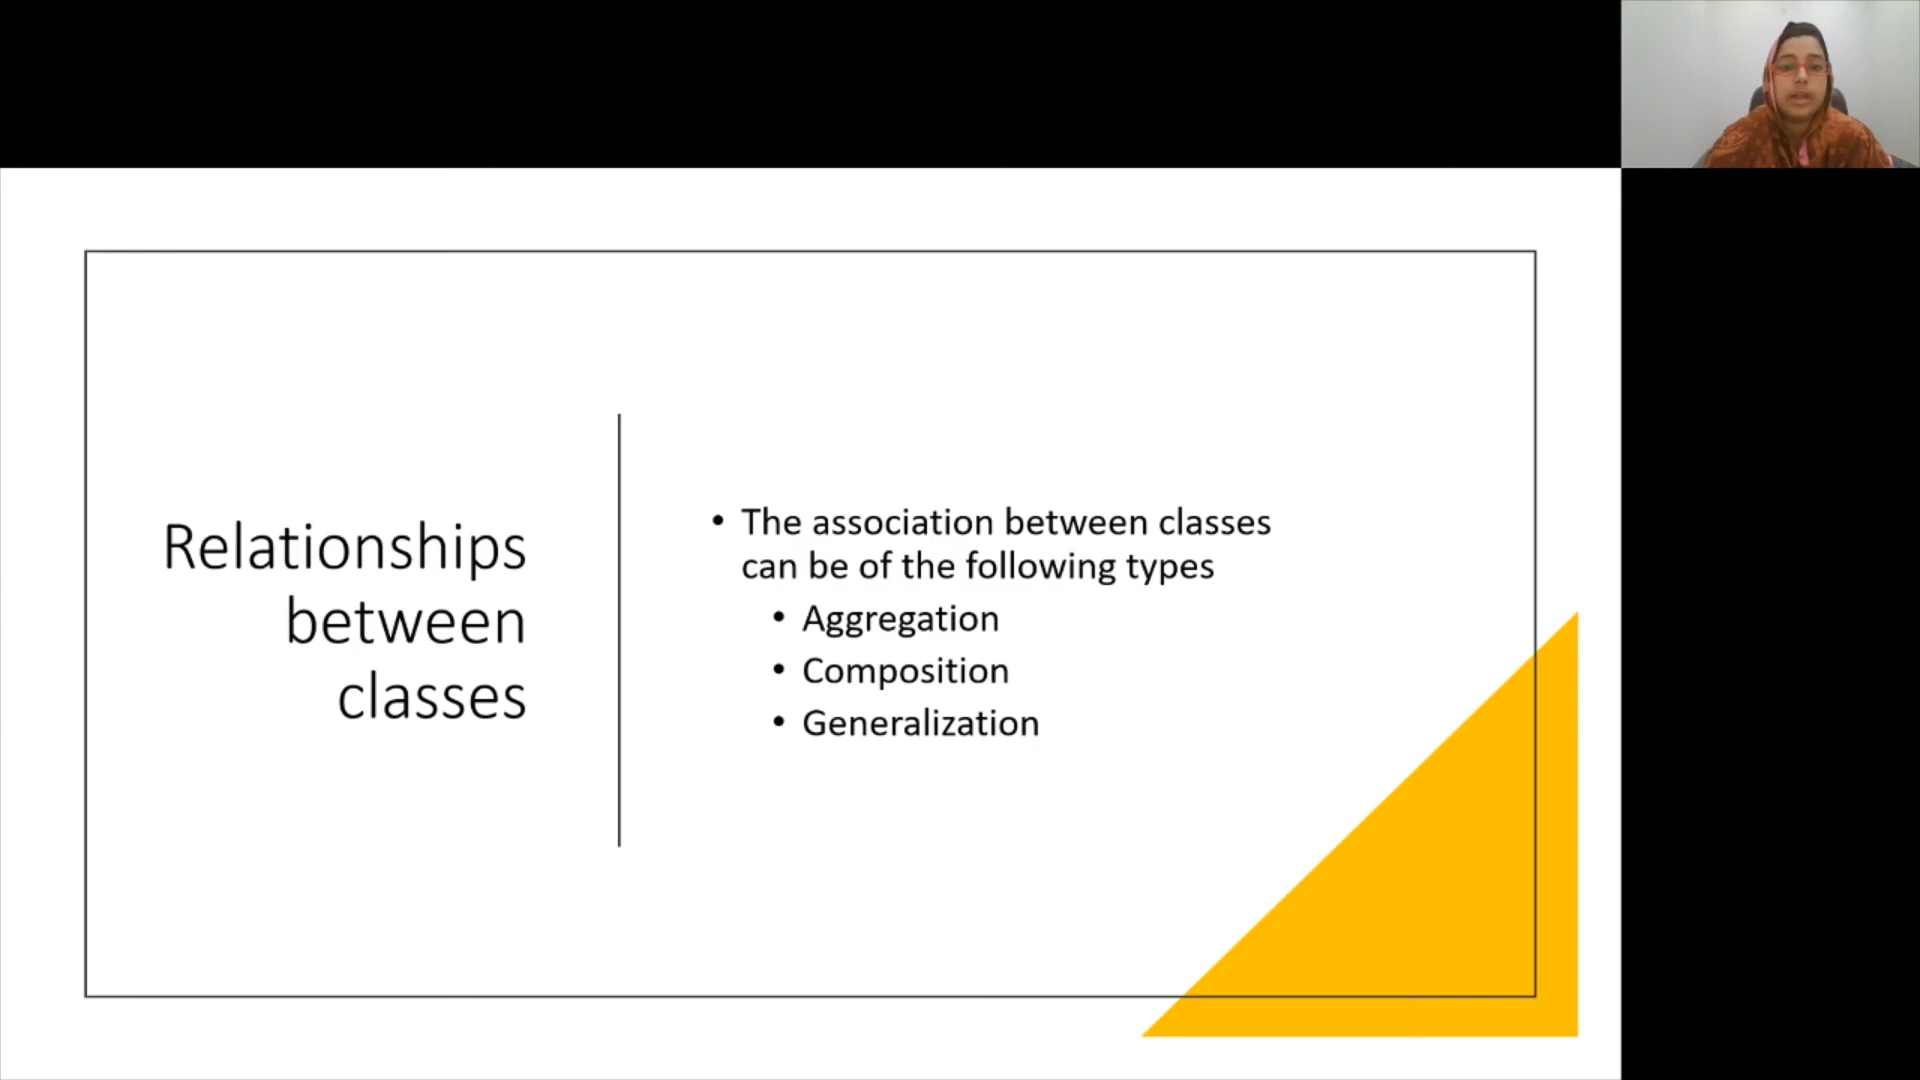 Relationships
between
classes
• The association between classes
can be of the following types
• Aggregation
• Composition
• Generalization